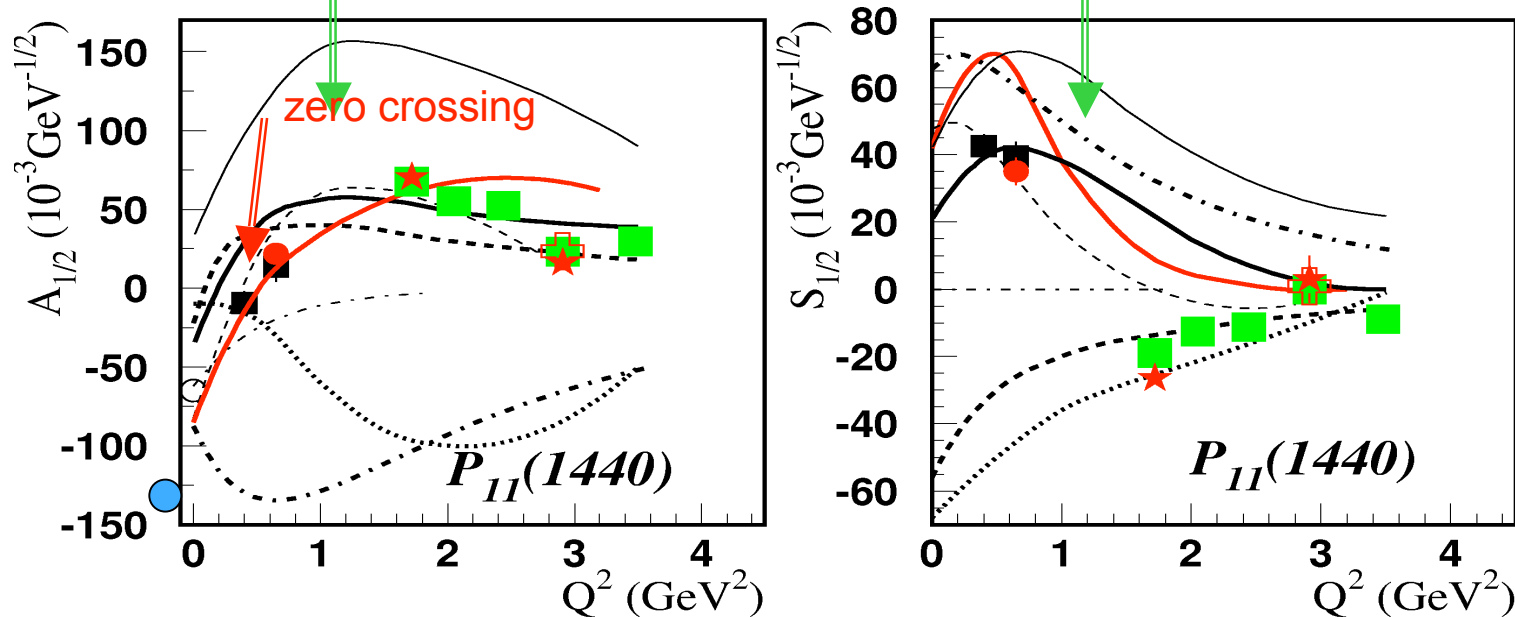 A1/2 (10-3GeV-1/2)
150
100
50
0
-50
-100
-150
zero crossing
P11(1440)
0 1 2 3 4
Q2 (GeV2)
S1/2 (10-3GeV-1/2)
80
60
40
20
0
-20
-40
-60
P11(1440)
0 1 2 3 4
Q2 (GeV2)